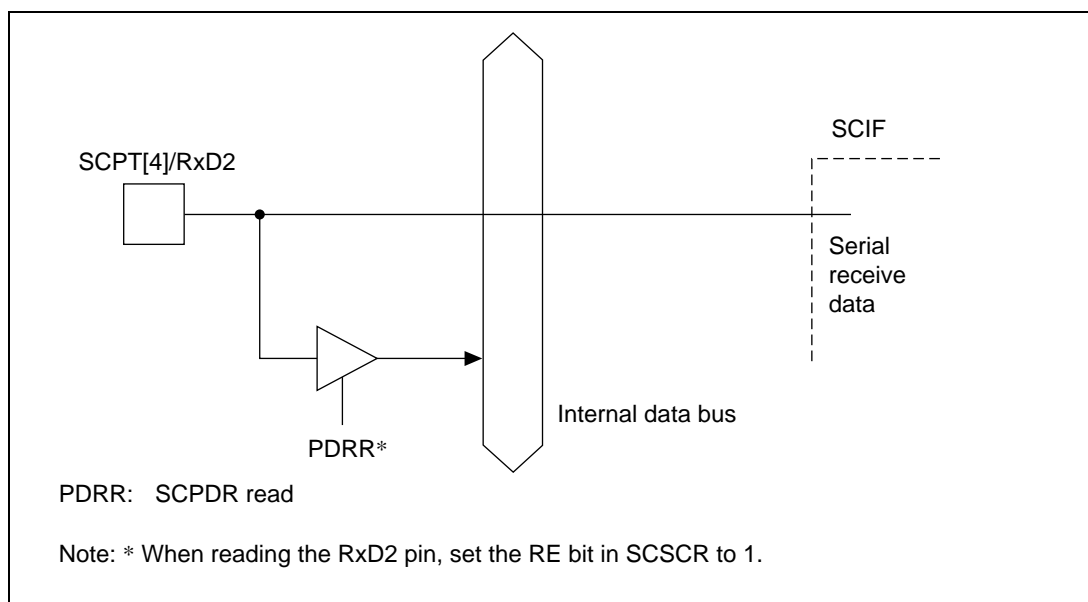 SCIF
SCPT[4]/RxD2
Serial
receive
data
Internal data bus
PDRR*
PDRR: SCPDR read
Note: * When reading the RxD2 pin, set the RE bit in SCSCR to 1.